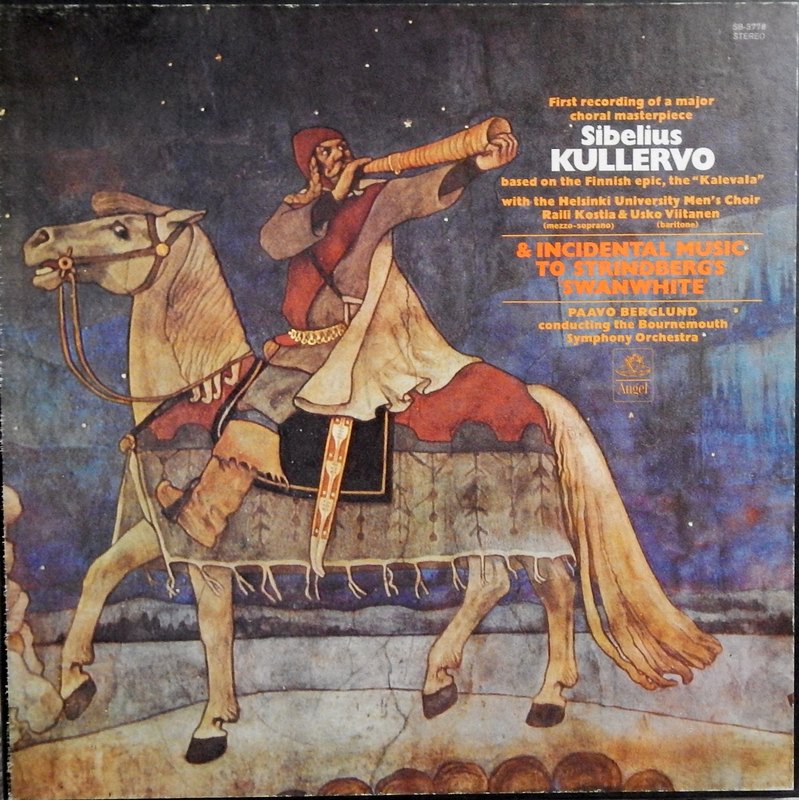 SB-3778
STEREO
First recording of a major
choral masterpiece
Sibelius
KULLERVO
based on the Finnish epic, the "Kalevala"
with the Helsinki University Men's Choir
Raili Kostia & Usko Viitanen
(mezzo-soprano) (baritone)
& INCIDENTAL MUSIC
TO STRINDBERG'S
SWANWHITE
PAAVO BERGLUND
conducting the Bournemouth
Symphony Orchestra
Angel